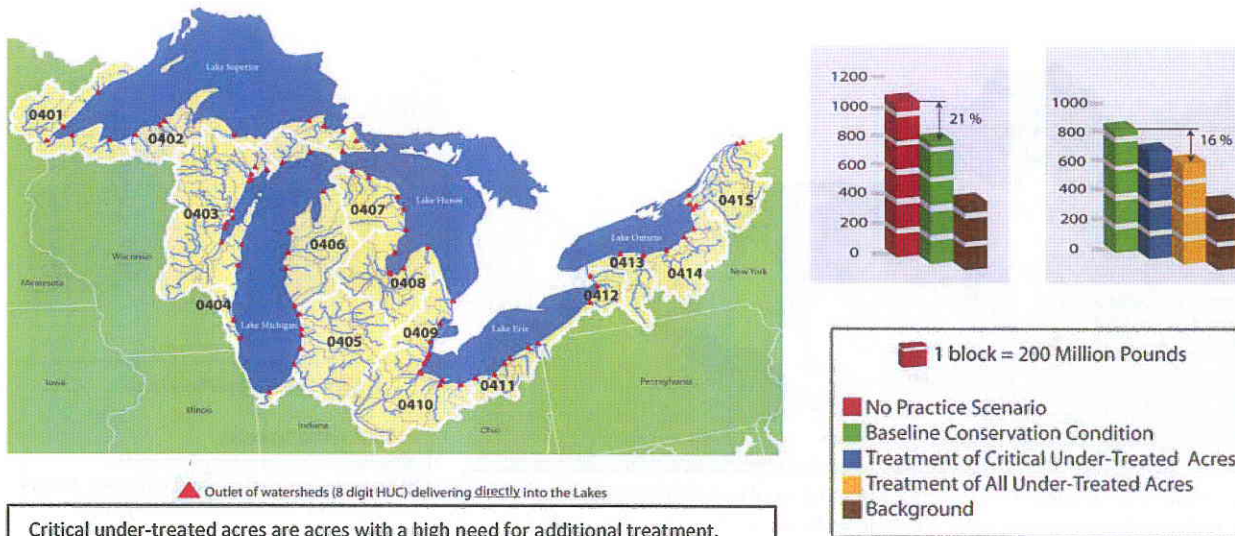 Lake Superior
0401
0402
0403
0407
Lake Huron
0406
0415
Wisconsin
Lake Ontario
0413
0414
New York
Minnesota
0408
0412
0404
Lake Michigan
0409
Lake Erie
0405
Pennsylvania
Iowa
0411
0410
Illinois
Indiana
Ohio
Outlet of watersheds (8 digit HUC) delivering directly into the Lakes
Critical under-treated acres are acres with a high need for additional treatment.
1200
1000
800
600
400
200
0
21 %
1000
800
600
400
200
0
16 %
1 block = 200 Million Pounds
No Practice Scenario
Baseline Conservation Condition
Treatment of Critical Under-Treated Acres
Treatment of All Under-Treated Acres
Background